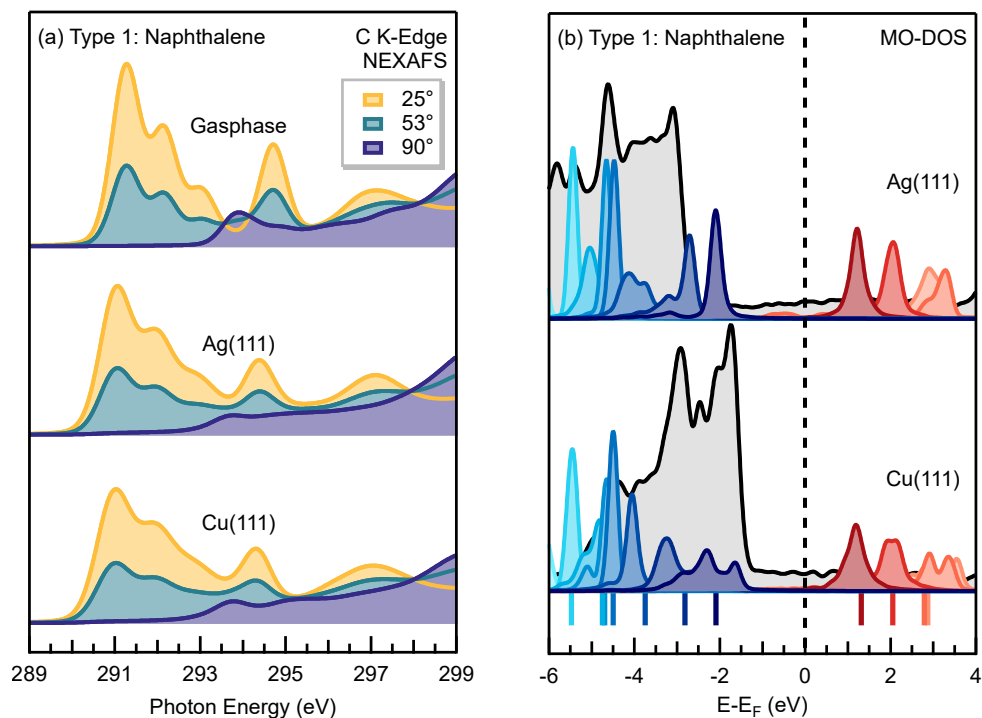 (a) Type 1: Naphthalene
C K-Edge
NEXAFS
25°
53°
90°
Gasphase
Ag(111)
Cu(111)
289 291 293 295 297 299
Photon Energy (eV)
(b) Type 1: Naphthalene
MO-DOS
Ag(111)
Cu(111)
-6 -4 -2 0 2 4
E-E_F (eV)